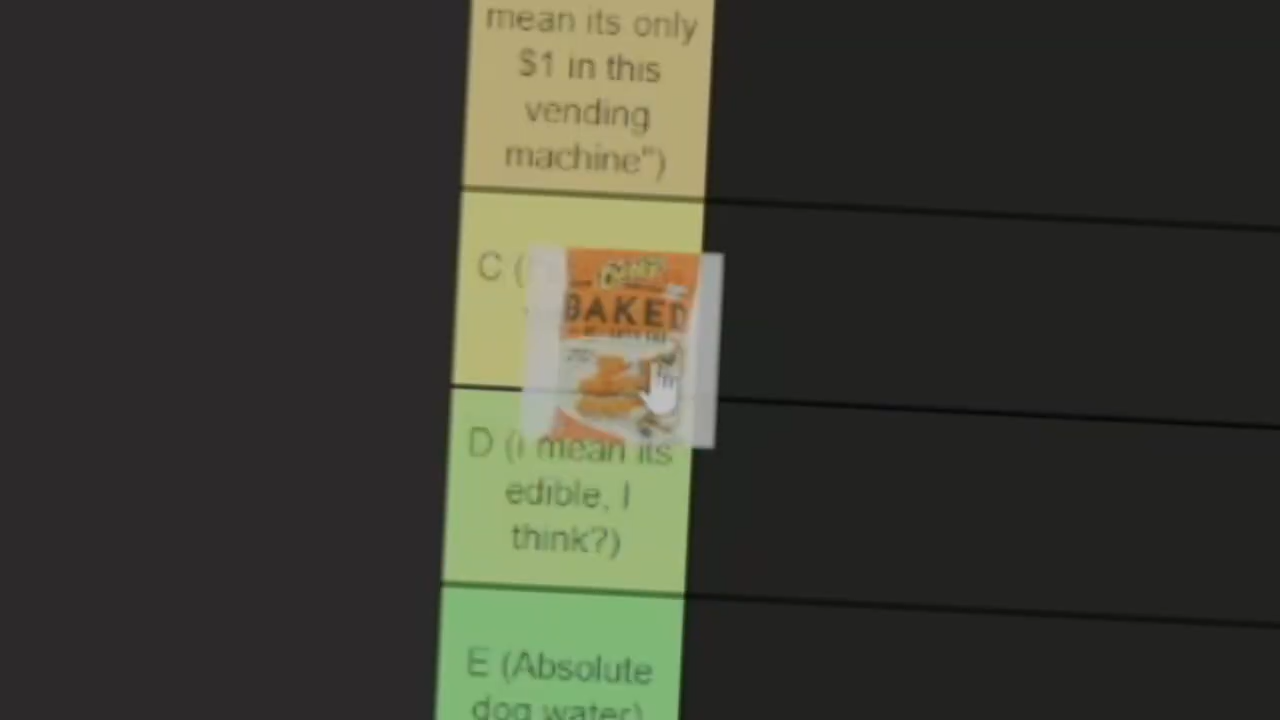 mean its only
$1 in this
vending
machine")
C (
BAKED
D (I mean its
edible, I
think?)
E (Absolute
dog water)